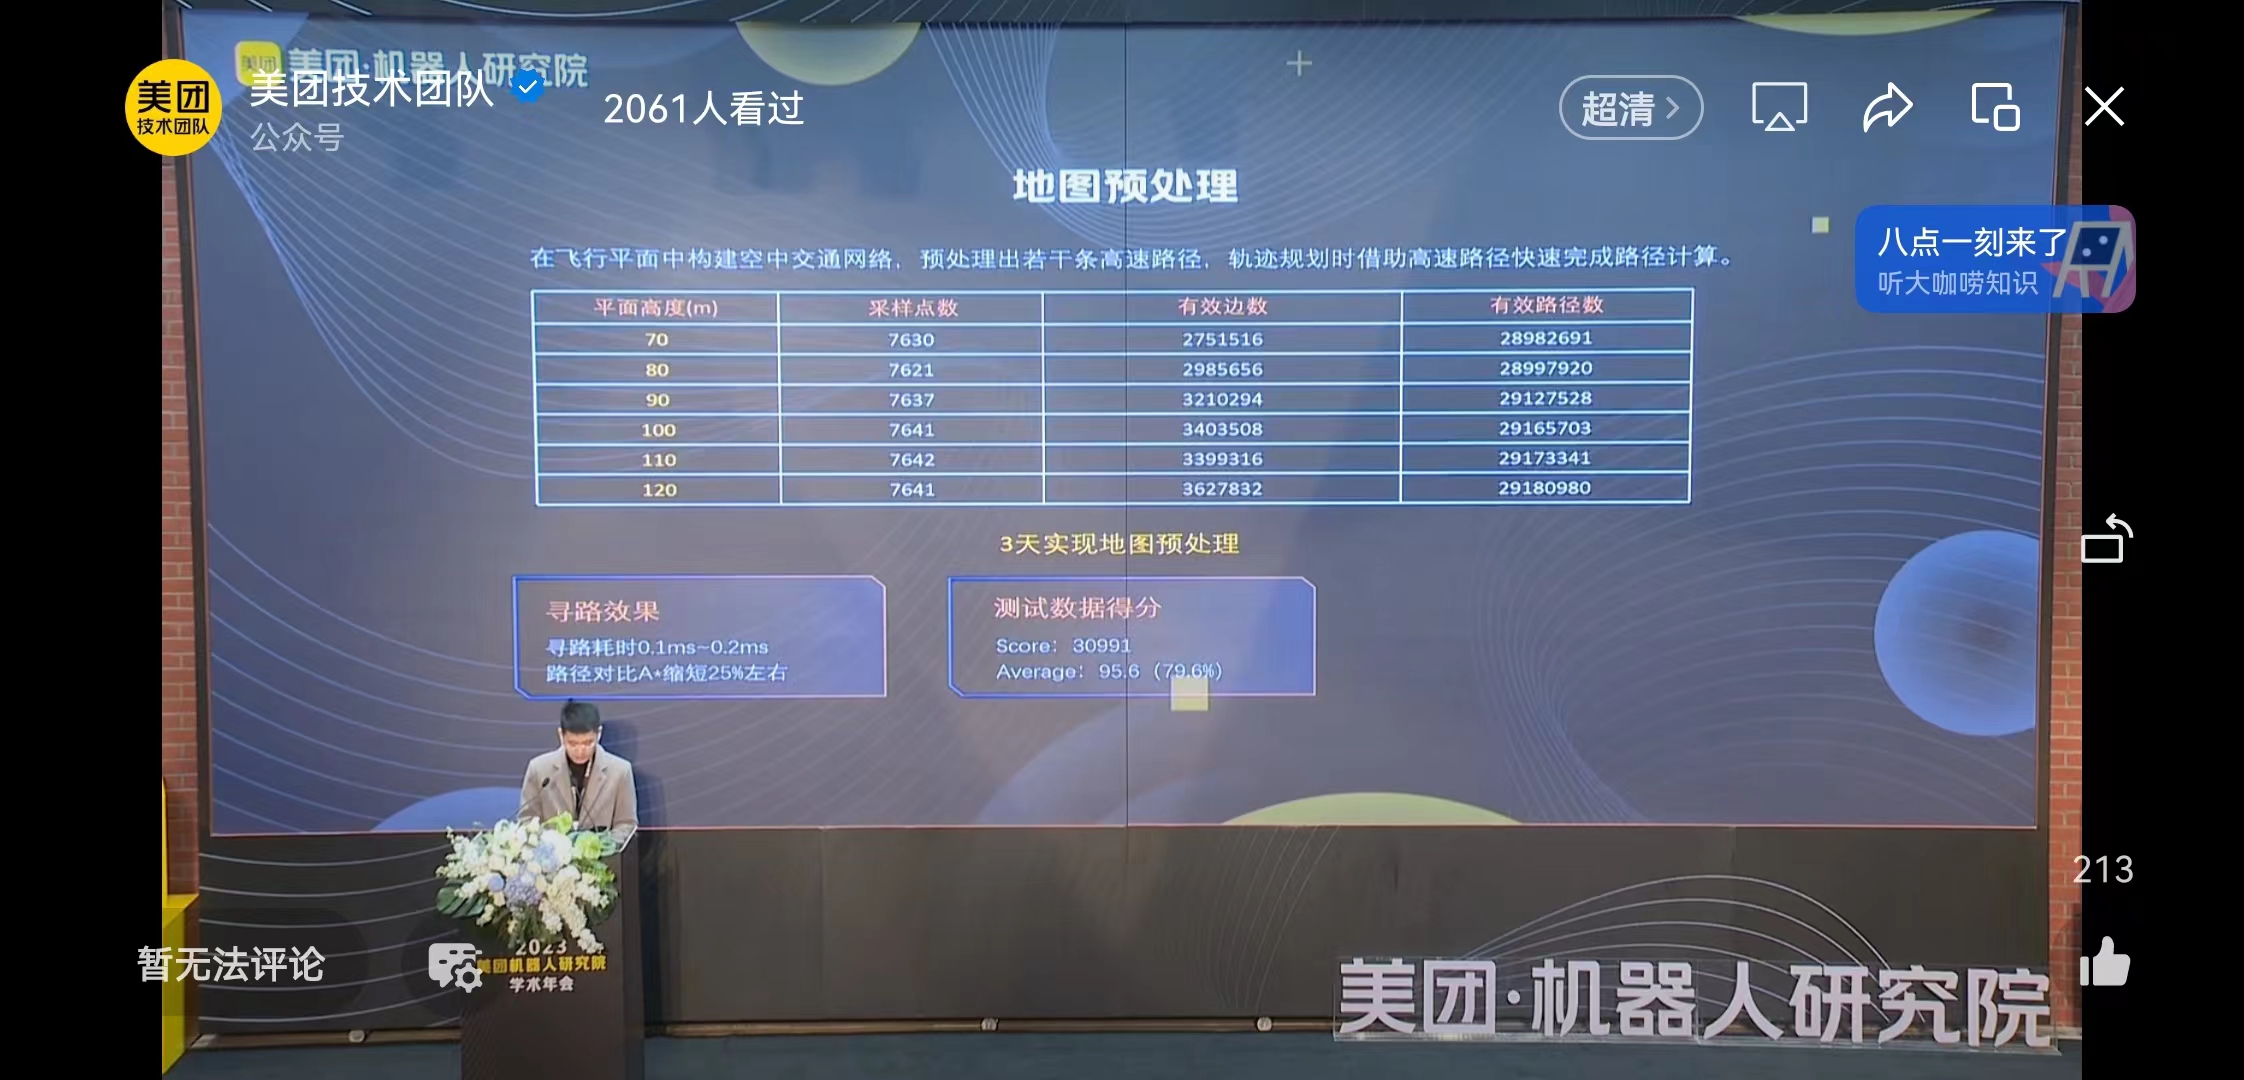 美团·机器人研究院
美团
技术团队
美团技术团队
公众号
2061人看过
超清
地图预处理
八点一刻来了
听大咖唠知识
在飞行平面中构建空中交通网络，预处理出若干条高速路径，轨迹规划时借助高速路径快速完成路径计算。
平面高度(m) 采样点数 有效边数 有效路径数
70 7630 2751516 28982691
80 7621 2985656 28997920
90 7637 3210294 29127528
100 7641 3403508 29165703
110 7642 3399316 29173341
120 7641 3627832 29180980
3天实现地图预处理
寻路效果
寻路耗时0.1ms~0.2ms
路径对比A*缩短25%左右
测试数据得分
Score：30991
Average：95.6（79.6%）
213
暂无法评论
2023
美团机器人研究院
学术年会
美团·机器人研究院